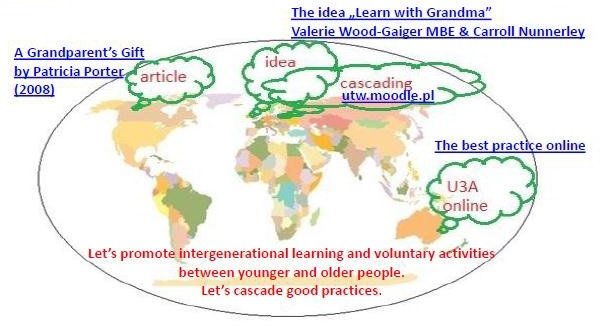 The idea „Learn with Grandma”
Valerie Wood-Gaiger MBE & Carroll Nunnerley
A Grandparent's Gift
by Patricia Porter
(2008)
article
idea
cascading
utw.moodle.pl
The best practice online
U3A
online
Let's promote intergenerational learning and voluntary activities
between younger and older people.
Let's cascade good practices.